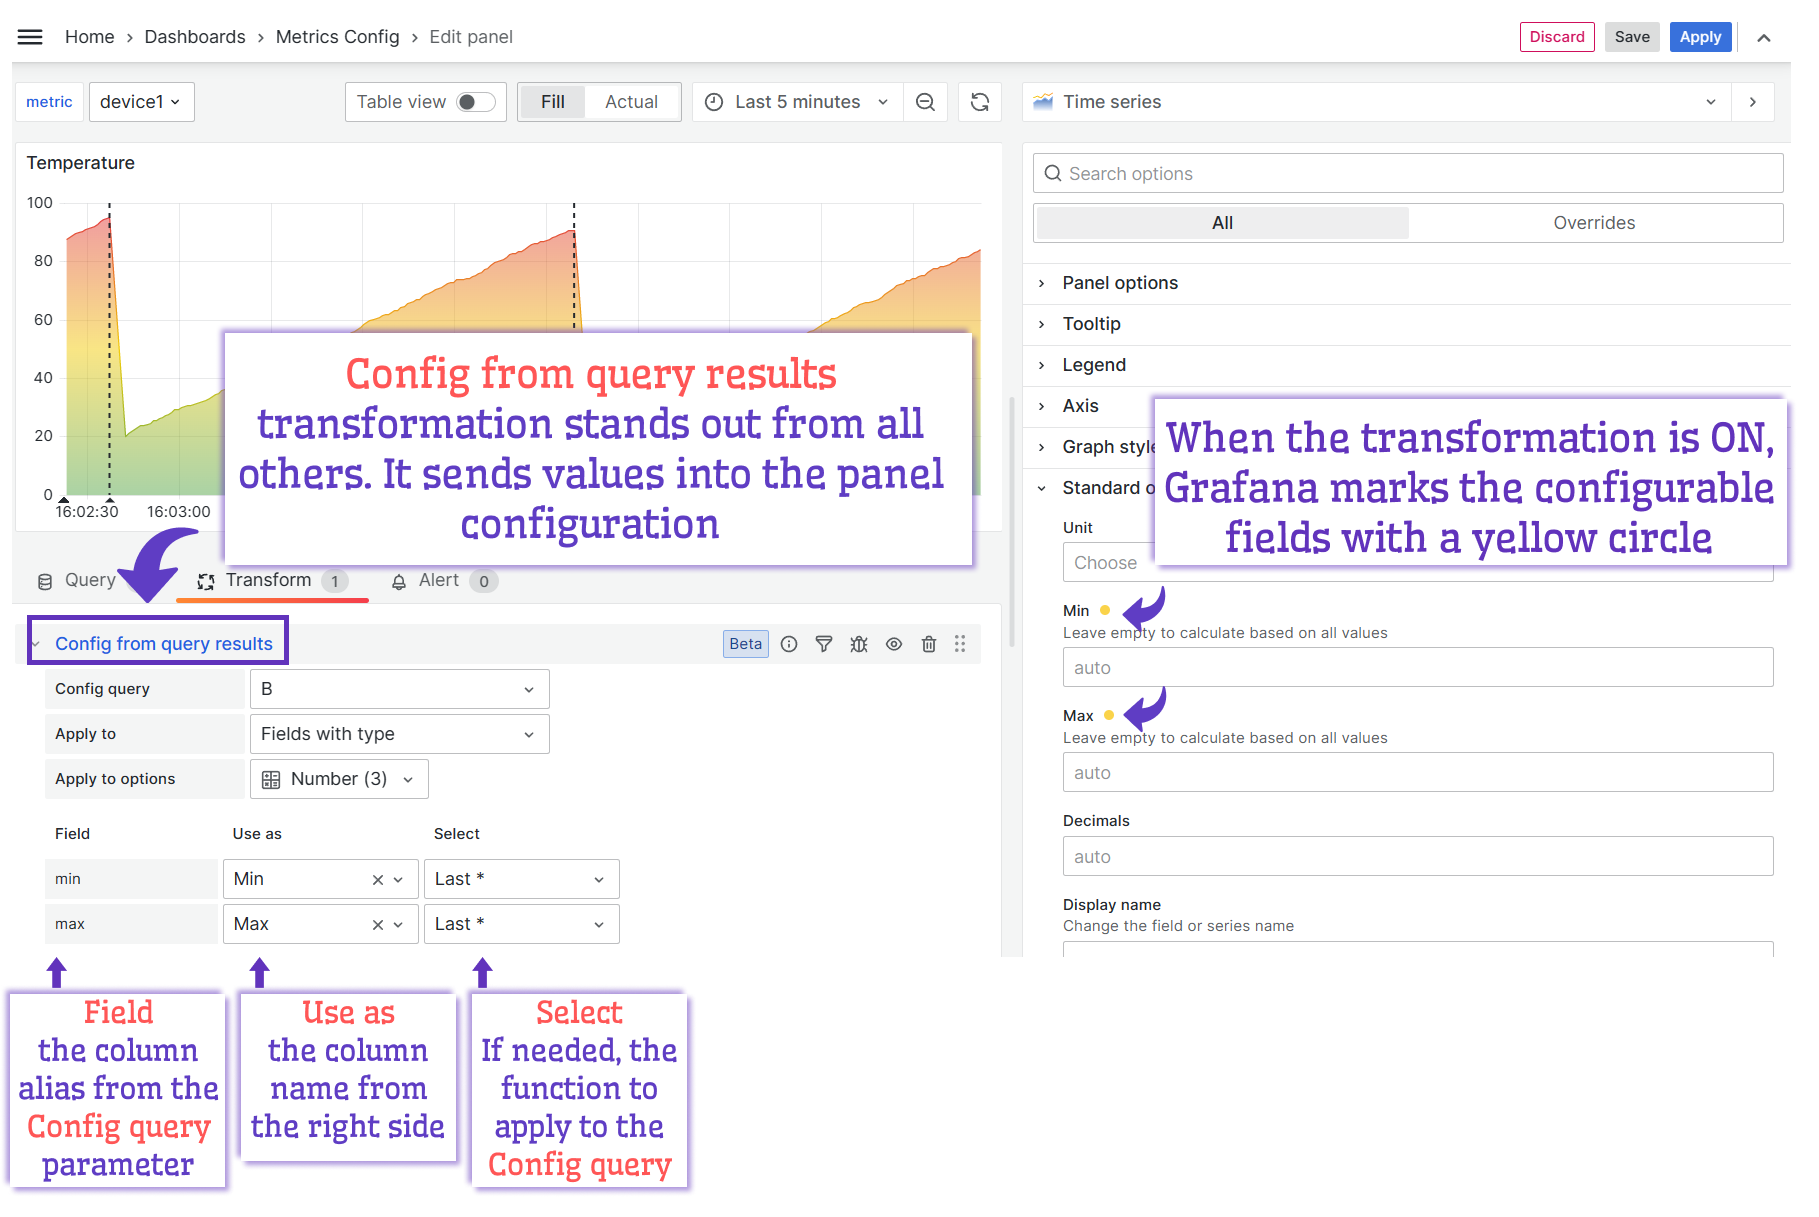 Home › Dashboards › Metrics Config › Edit panel
Discard
Save
Apply
metric
device1
Table view
Fill
Actual
Last 5 minutes
Time series
Temperature
100
80
60
40
20
0
16:02:30
16:03:00
Config from query results
transformation stands out from all
others. It sends values into the panel
configuration
Search options
All
Overrides
Panel options
Tooltip
Legend
Axis
Graph style
Standard o
When the transformation is ON,
Grafana marks the configurable
fields with a yellow circle
Unit
Choose
Min
Leave empty to calculate based on all values
auto
Max
Leave empty to calculate based on all values
auto
Decimals
auto
Display name
Change the field or series name
Query
Transform 1
Alert 0
Config from query results
Beta
Config query
B
Apply to
Fields with type
Apply to options
Number (3)
Field
Use as
Select
min
Min
Last *
max
Max
Last *
Field
the column
alias from the
Config query
parameter
Use as
the column
name from
the right side
Select
If needed, the
function to
apply to the
Config query